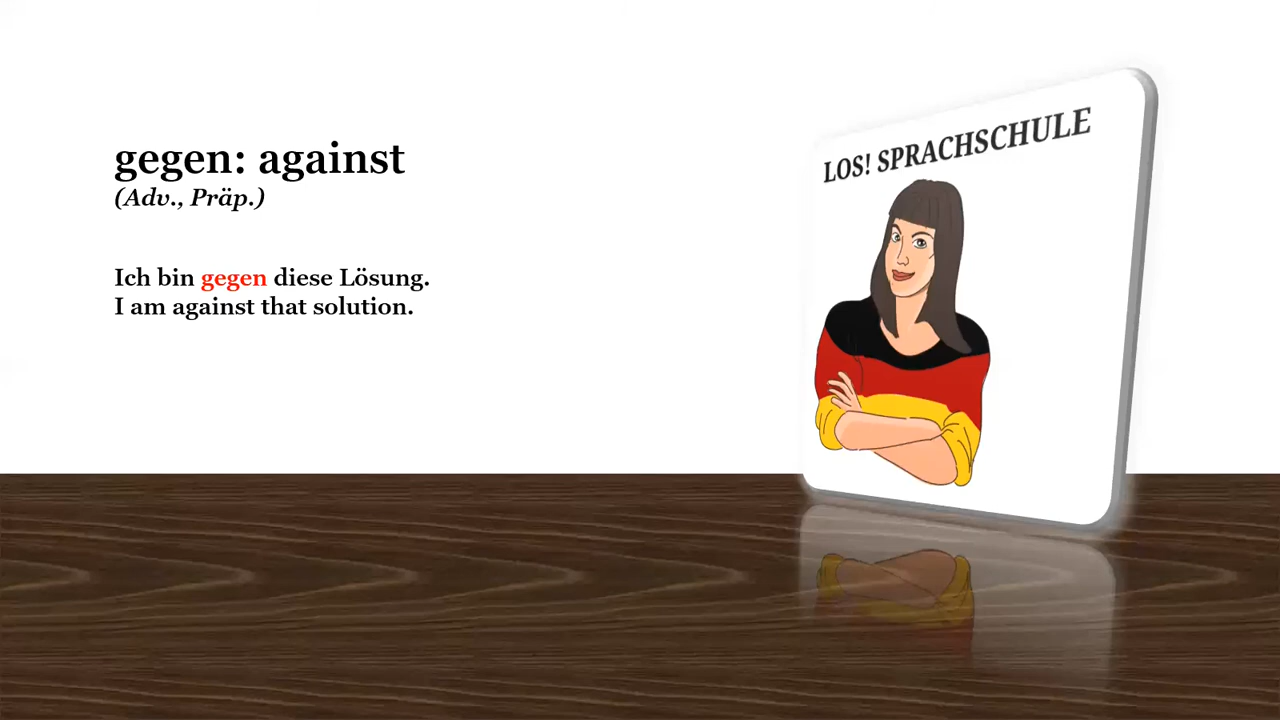 gegen: against
(Adv., Präp.)
Ich bin gegen diese Lösung.
I am against that solution.
LOS! SPRACHSCHULE